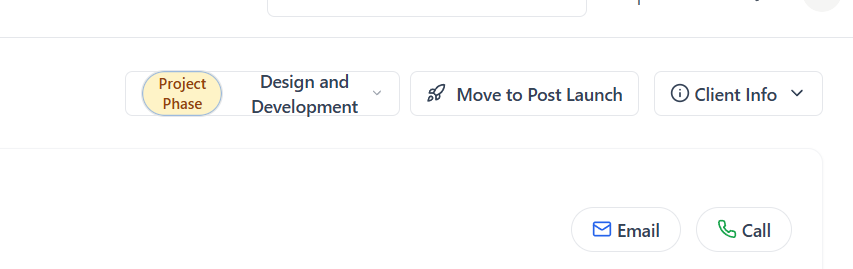 Project
Phase
Design and
Development
Move to Post Launch
Client Info
Email
Call